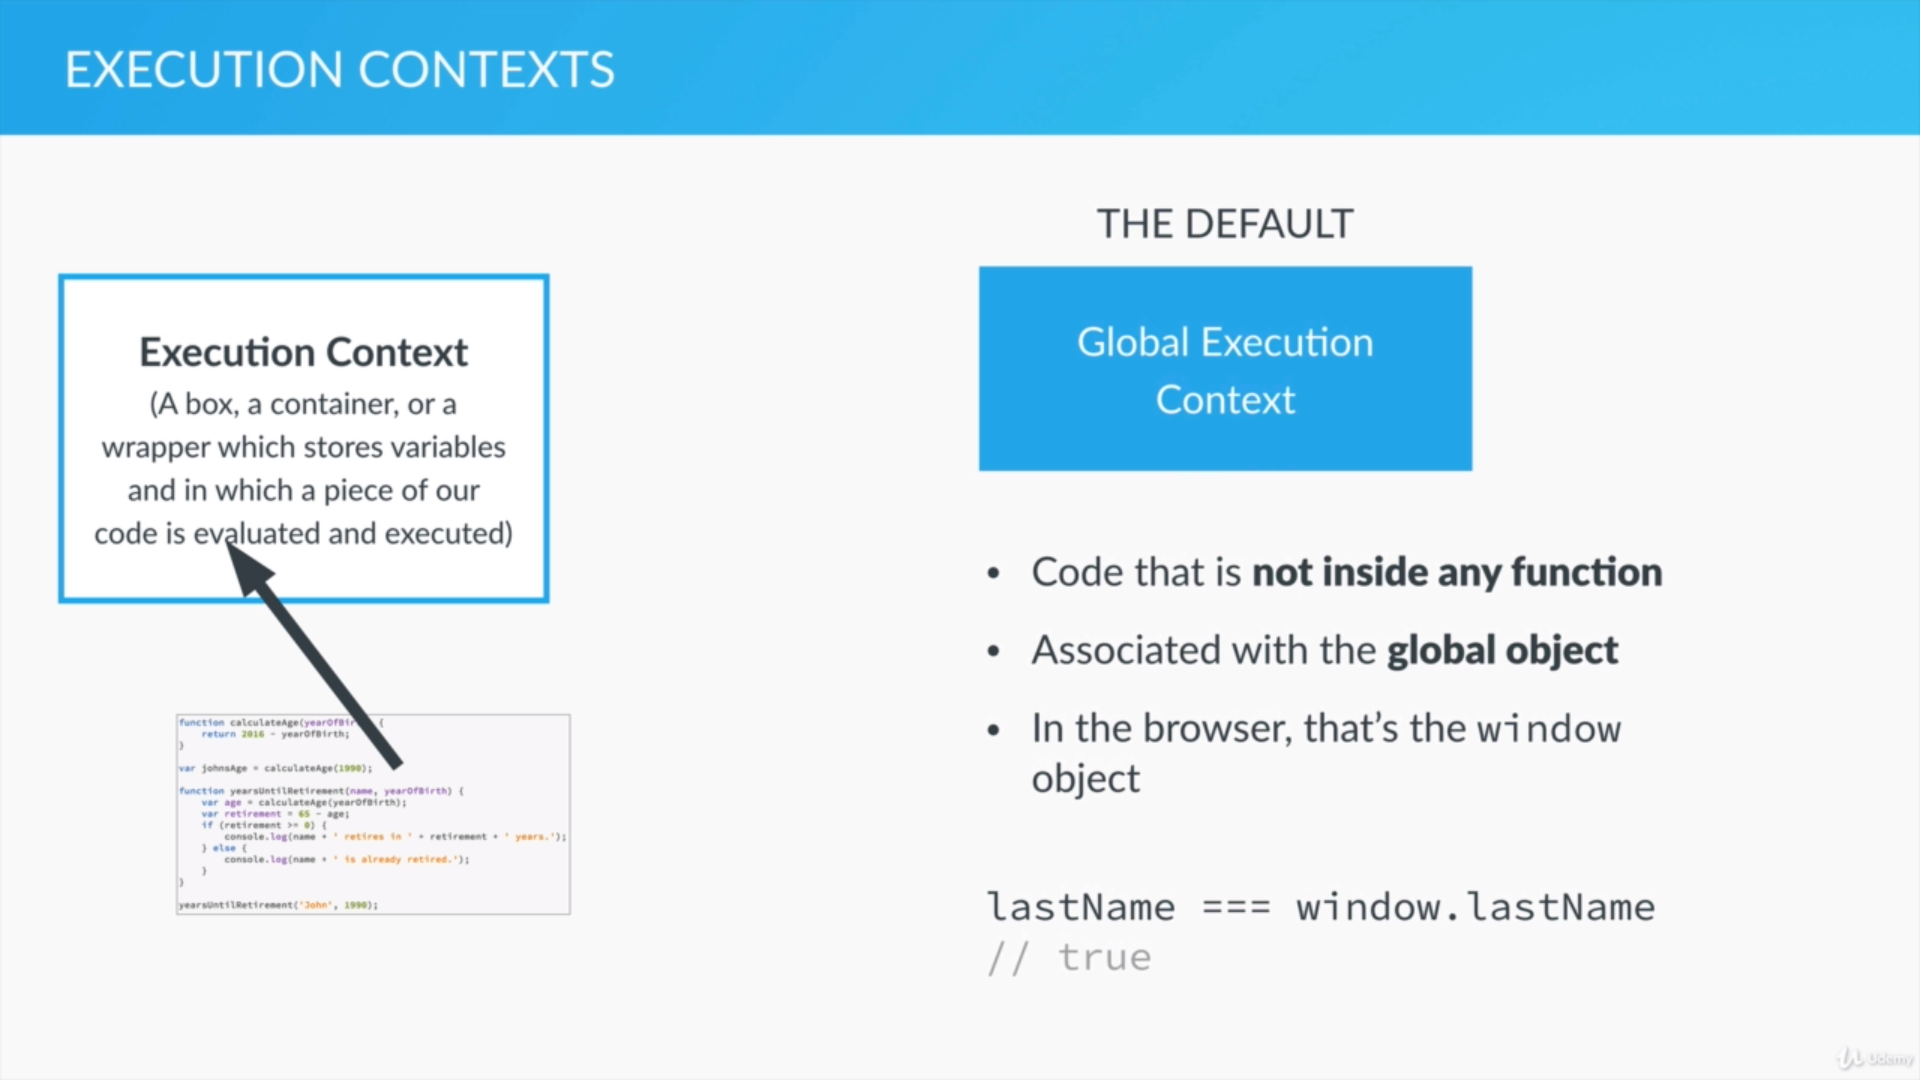 EXECUTION CONTEXTS
Execution Context
(A box, a container, or a
wrapper which stores variables
and in which a piece of our
code is evaluated and executed)
function calculateAge(yearOfBir {
return 2016 - yearOfBirth;
}
var johnsAge = calculateAge(1990);
function yearsUntilRetirement(name, yearOfBirth) {
var age = calculateAge(yearOfBirth);
var retirement = 65 - age;
if (retirement >= 0) {
console.log(name + ' retires in ' + retirement + ' years.');
} else {
console.log(name + ' is already retired.');
}
}
yearsUntilRetirement('John', 1990);
THE DEFAULT
Global Execution
Context
• Code that is not inside any function
• Associated with the global object
• In the browser, that’s the window
object
lastName === window.lastName
// true
Udemy